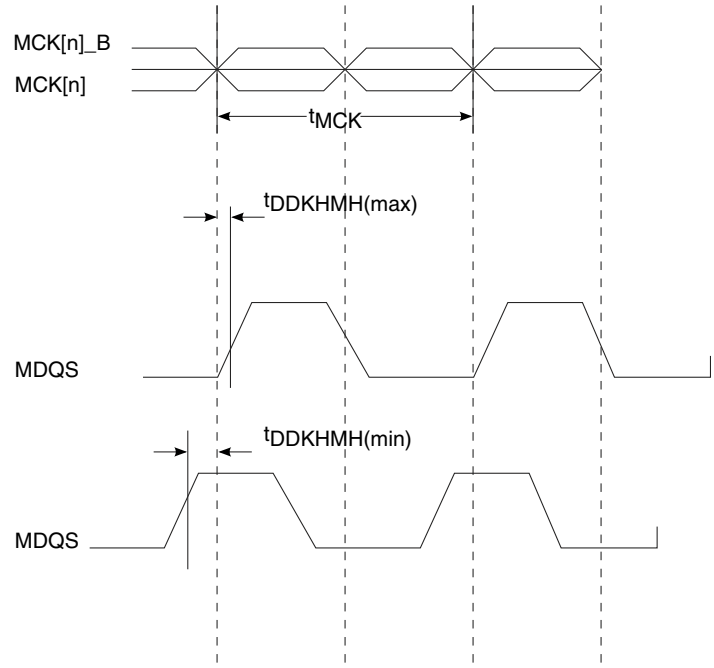 MCK[n]_B
MCK[n]
tMCK
tDDKHMH(max)
MDQS
tDDKHMH(min)
MDQS